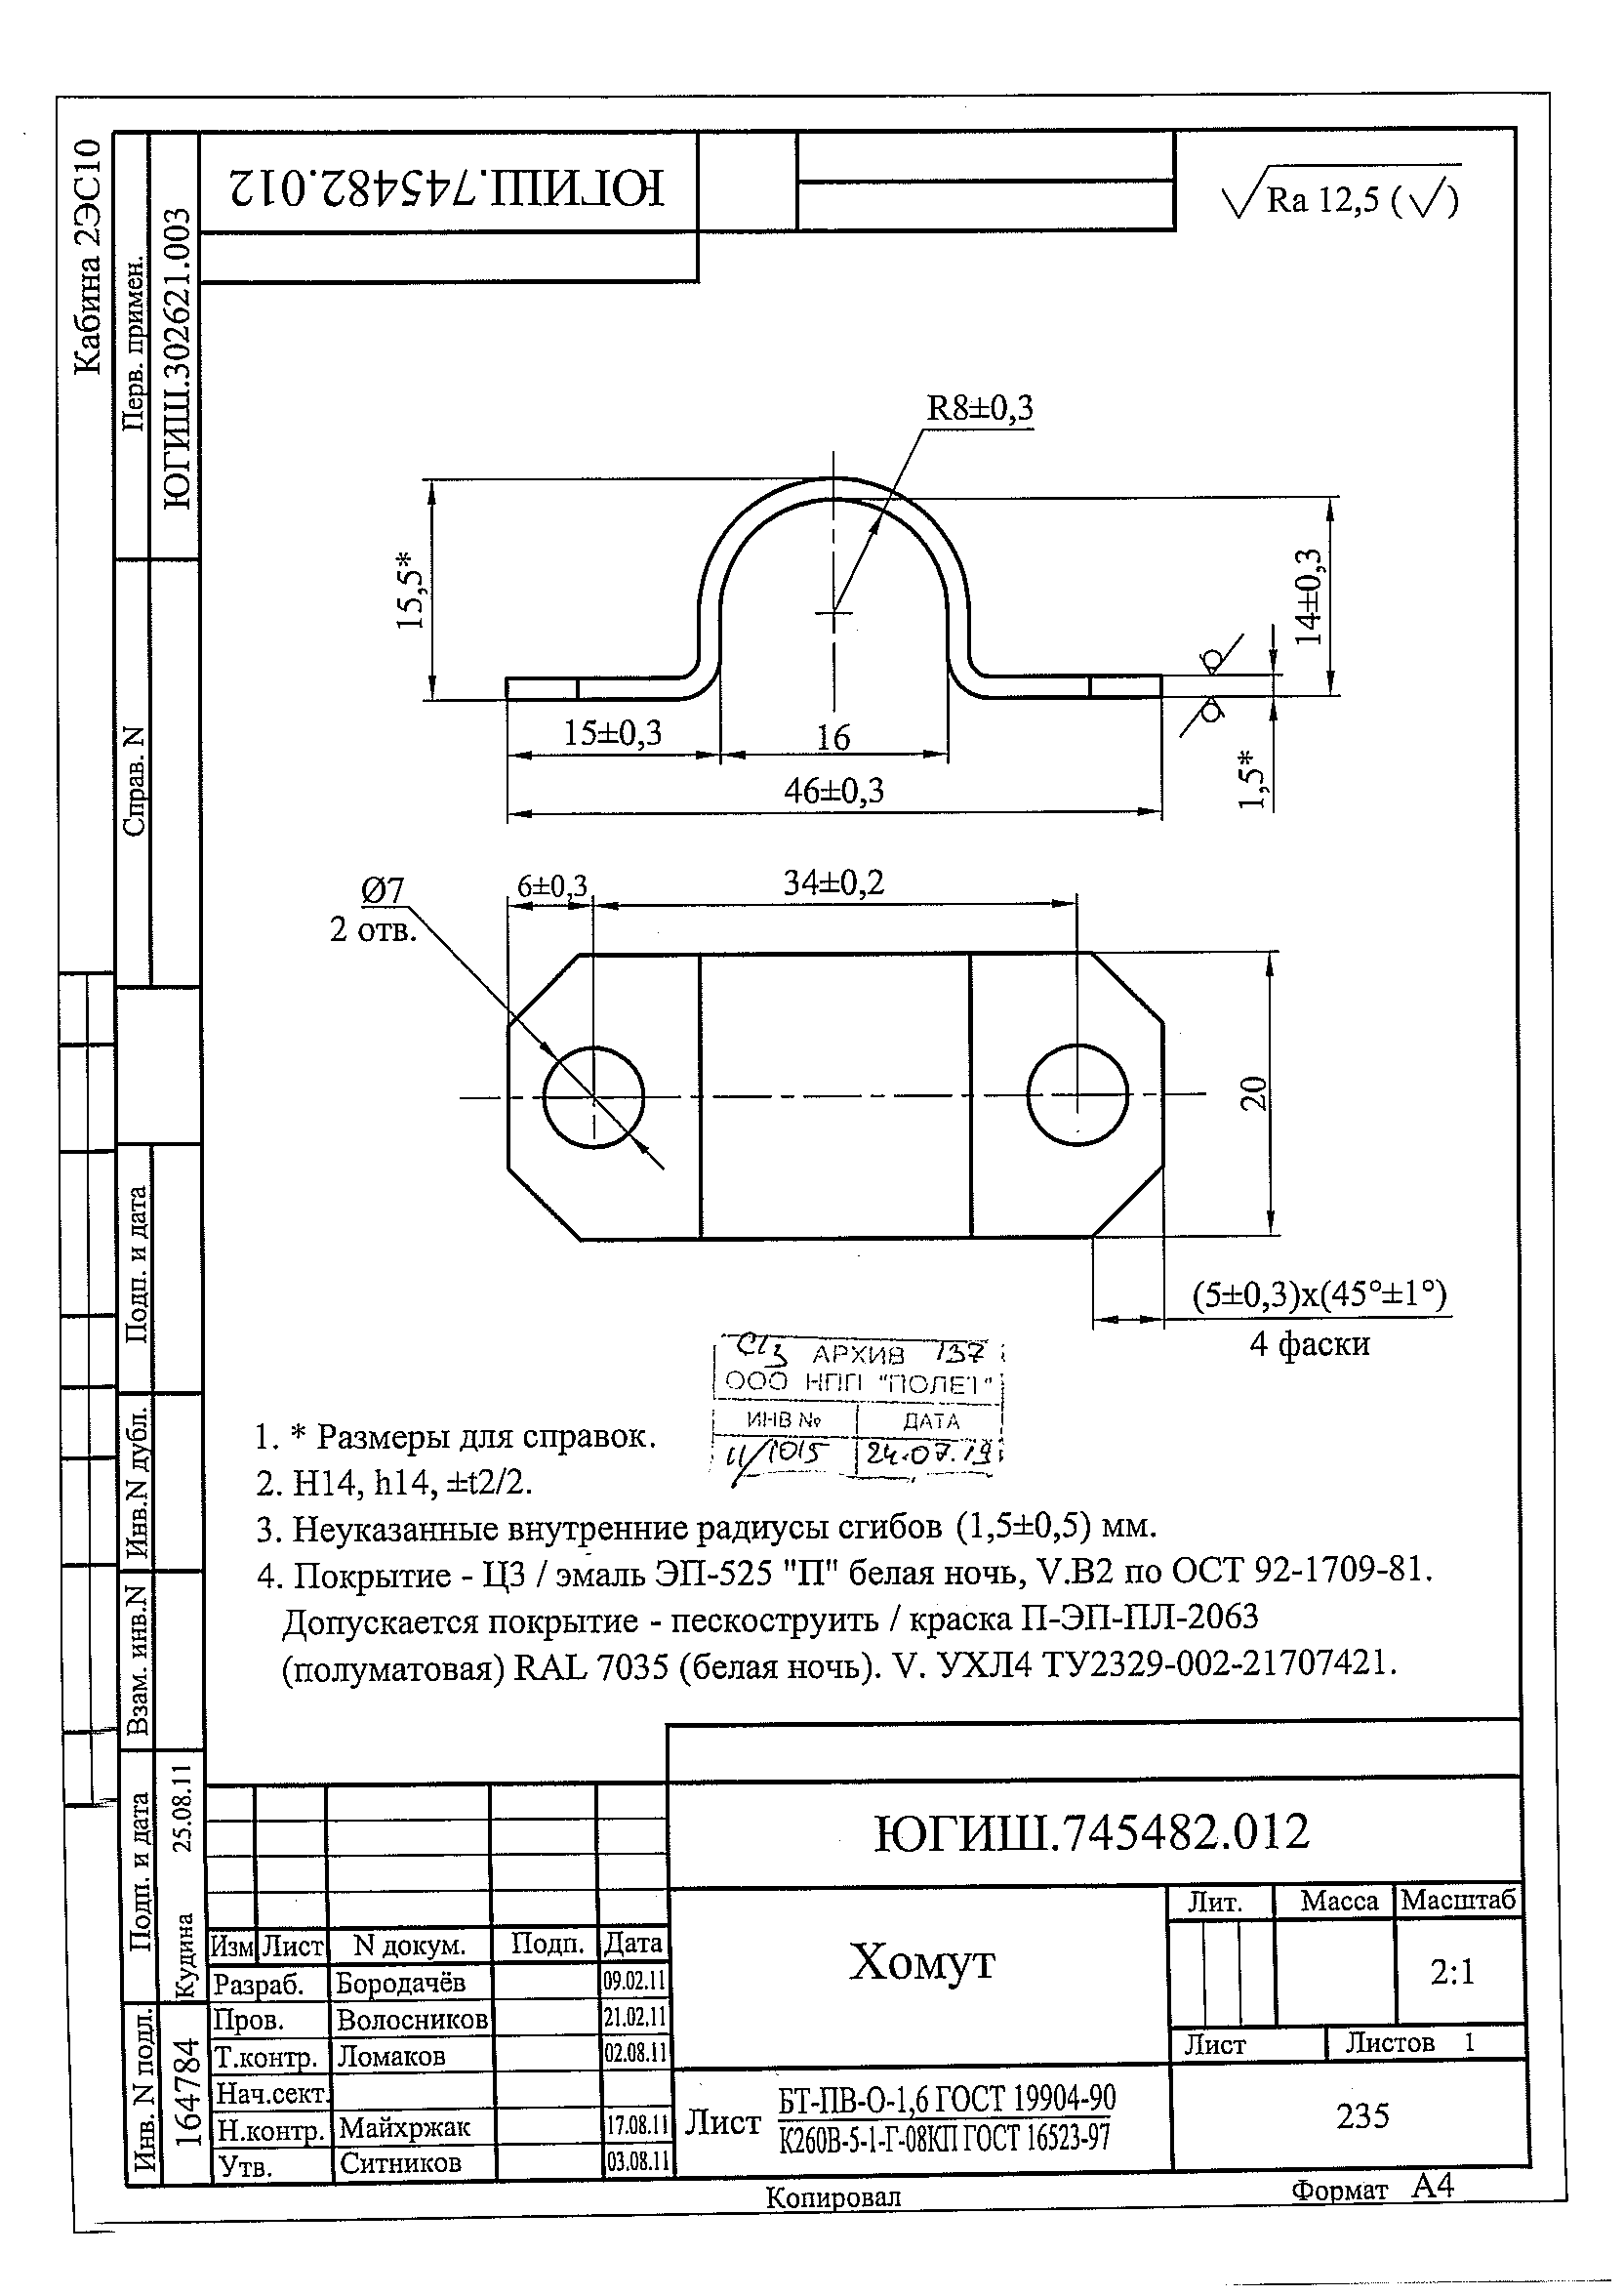 Кабина 2ЭС10
Перв. примен.
ЮГИШ.302621.003
Справ. N
Подп. и дата
Инв.N дубл.
Взам. инв.N
Подп. и дата
Кудина 25.08.11
Инв. N подл.
164784
ЮГИШ.745482.012
Ra 12,5 ( )
R8±0,3
15,5*
14±0,3
15±0,3
16
46±0,3
1,5*
Ø7
2 отв.
6±0,3
34±0,2
20
(5±0,3)х(45°±1°)
4 фаски
АРХИВ 137
ООО НПП "ПОЛЕТ"
ИНВ № ДАТА
11/1015 24.07.19
1. * Размеры для справок.
2. H14, h14, ±t2/2.
3. Неуказанные внутренние радиусы сгибов (1,5±0,5) мм.
4. Покрытие - Ц3 / эмаль ЭП-525 "П" белая ночь, V.В2 по ОСТ 92-1709-81.
Допускается покрытие - пескоструить / краска П-ЭП-ПЛ-2063
(полуматовая) RAL 7035 (белая ночь). V. УХЛ4 ТУ2329-002-21707421.
ЮГИШ.745482.012
Изм Лист N докум. Подп. Дата
Разраб. Бородачёв 09.02.11
Пров. Волосников 21.02.11
Т.контр. Ломаков 02.08.11
Нач.сект.
Н.контр. Майхржак 17.08.11
Утв. Ситников 03.08.11
Хомут
Лит. Масса Масштаб
2:1
Лист Листов 1
Лист БТ-ПВ-О-1,6 ГОСТ 19904-90
К260В-5-1-Г-08КП ГОСТ 16523-97
235
Копировал
Формат А4